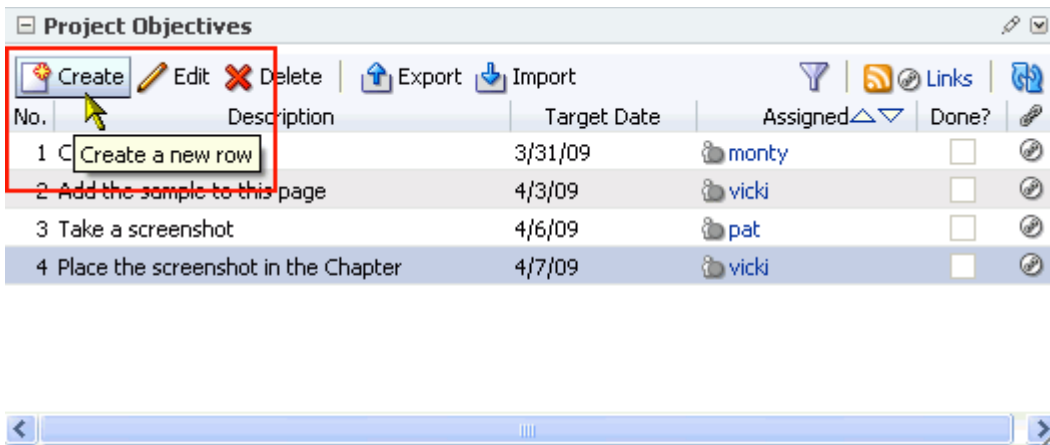 Project Objectives
Create Edit Delete Export Import Links
No. Description Target Date Assigned Done?
1 C 3/31/09 monty
Create a new row
2 Add the sample to this page 4/3/09 vicki
3 Take a screenshot 4/6/09 pat
4 Place the screenshot in the Chapter 4/7/09 vicki